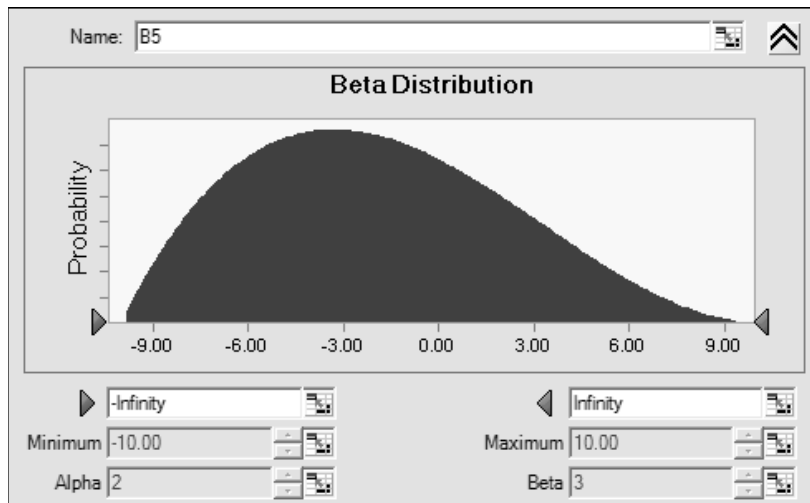 Name: B5
Beta Distribution
Probability
-9.00 -6.00 -3.00 0.00 3.00 6.00 9.00
-Infinity Infinity
Minimum -10.00 Maximum 10.00
Alpha 2 Beta 3